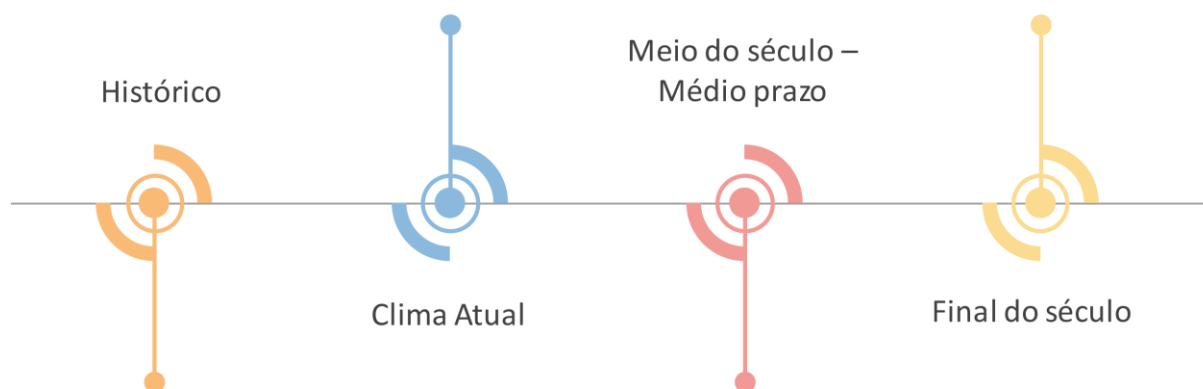 Histórico
Clima Atual
Meio do século –
Médio prazo
Final do século